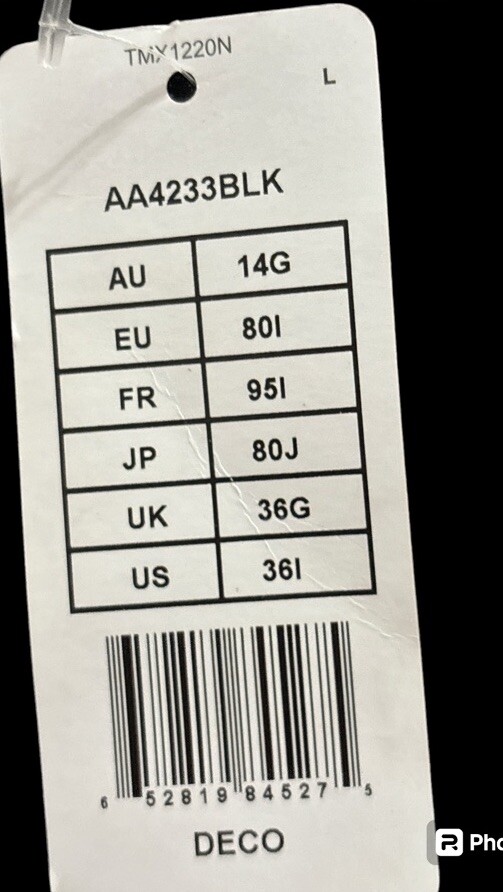 TMX1220N
L
AA4233BLK
AU 14G
EU 80I
FR 95I
JP 80J
UK 36G
US 36I
6 52819 84527 5
DECO
Pho